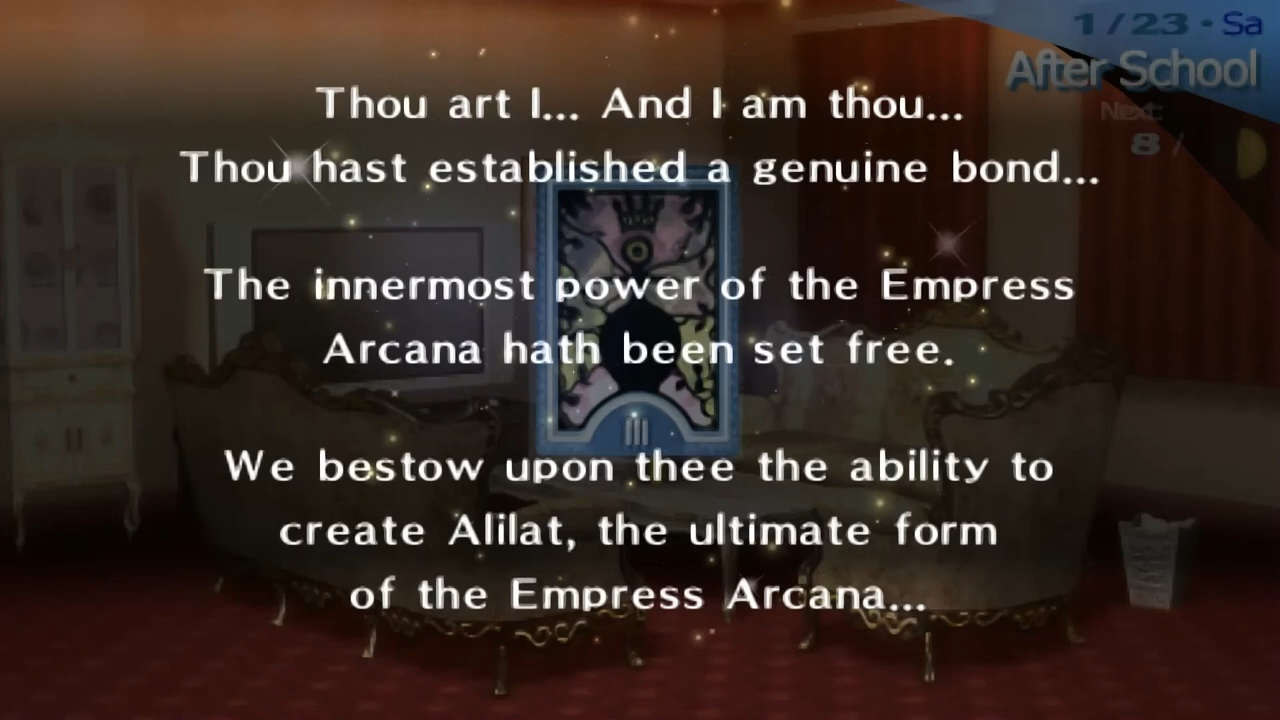 1/23 · Sa
After School
Next:
8/
Thou art I... And I am thou...
Thou hast established a genuine bond...
The innermost power of the Empress
Arcana hath been set free.
We bestow upon thee the ability to
create Alilat, the ultimate form
of the Empress Arcana...
III